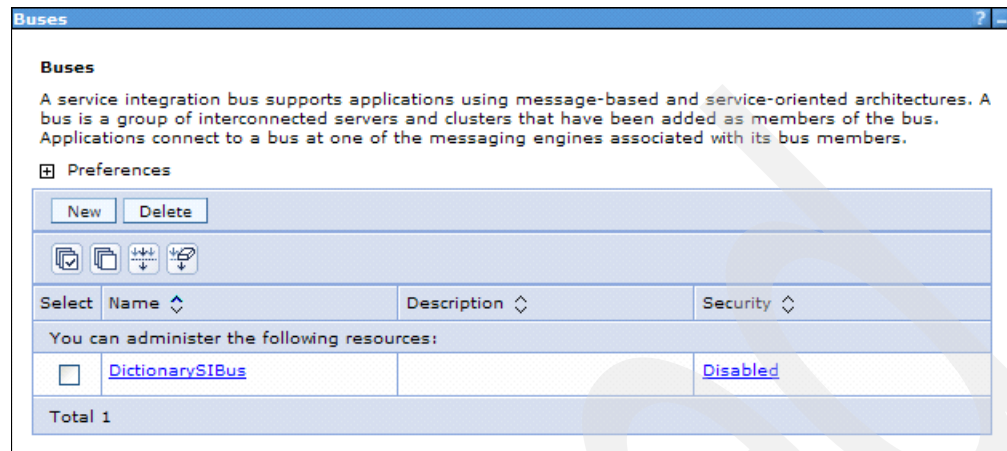 Buses ? –
Buses
A service integration bus supports applications using message-based and service-oriented architectures. A
bus is a group of interconnected servers and clusters that have been added as members of the bus.
Applications connect to a bus at one of the messaging engines associated with its bus members.
Preferences
New Delete
Select Name Description Security
You can administer the following resources:
DictionarySIBus Disabled
Total 1